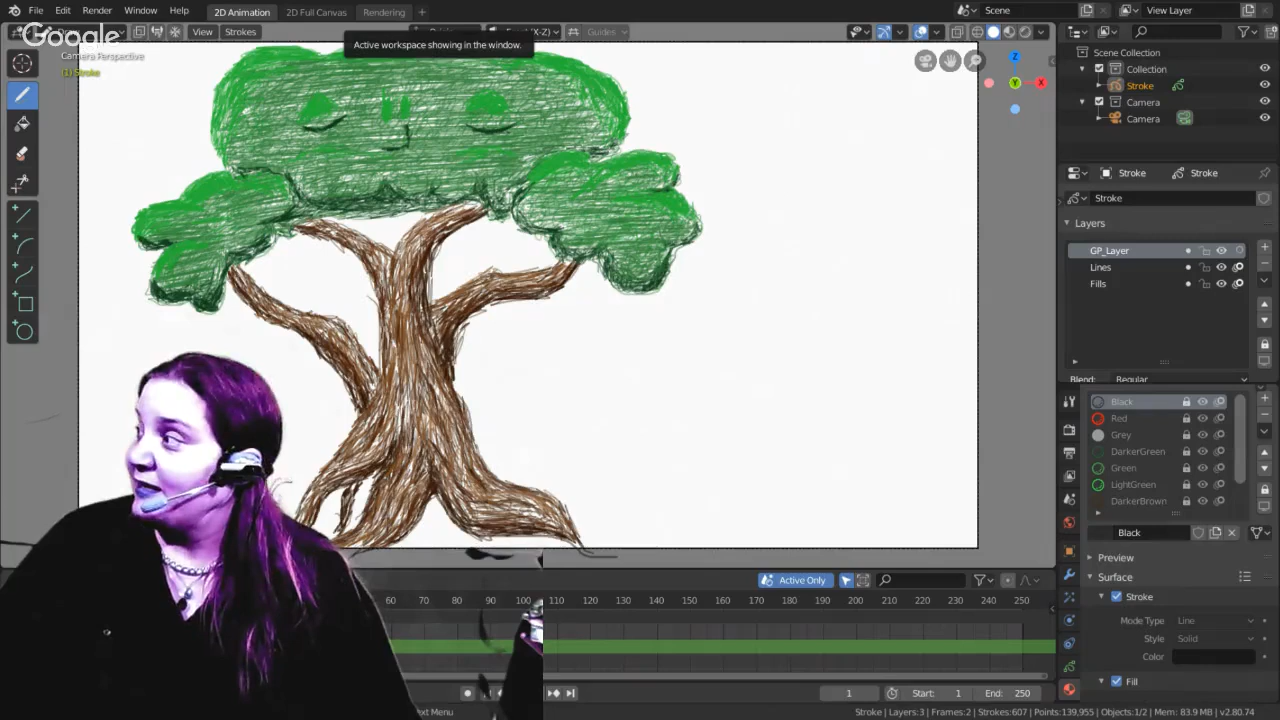 File Edit Render Window Help 2D Animation 2D Full Canvas Rendering + Scene View Layer
View Strokes Guides
Google
Active workspace showing in the window.
Camera Perspective
(1) Stroke
Z
Y
X
Scene Collection
Collection
Stroke
Camera
Camera
Stroke Stroke
Stroke
Layers
GP_Layer
Lines
Fills
Blend: Regular
Black
Red
Grey
DarkerGreen
Green
LightGreen
DarkerBrown
Black
Preview
Surface
Stroke
Mode Type Line
Style Solid
Color
Fill
Active Only
60 70 80 90 100 110 120 130 140 150 160 170 180 190 200 210 220 230 240 250
1 Start: 1 End: 250
Menu
Stroke | Layers:3 | Frames:2 | Strokes:607 | Points:139,955 | Objects:1/2 | Mem: 83.9 MB | v2.80.74